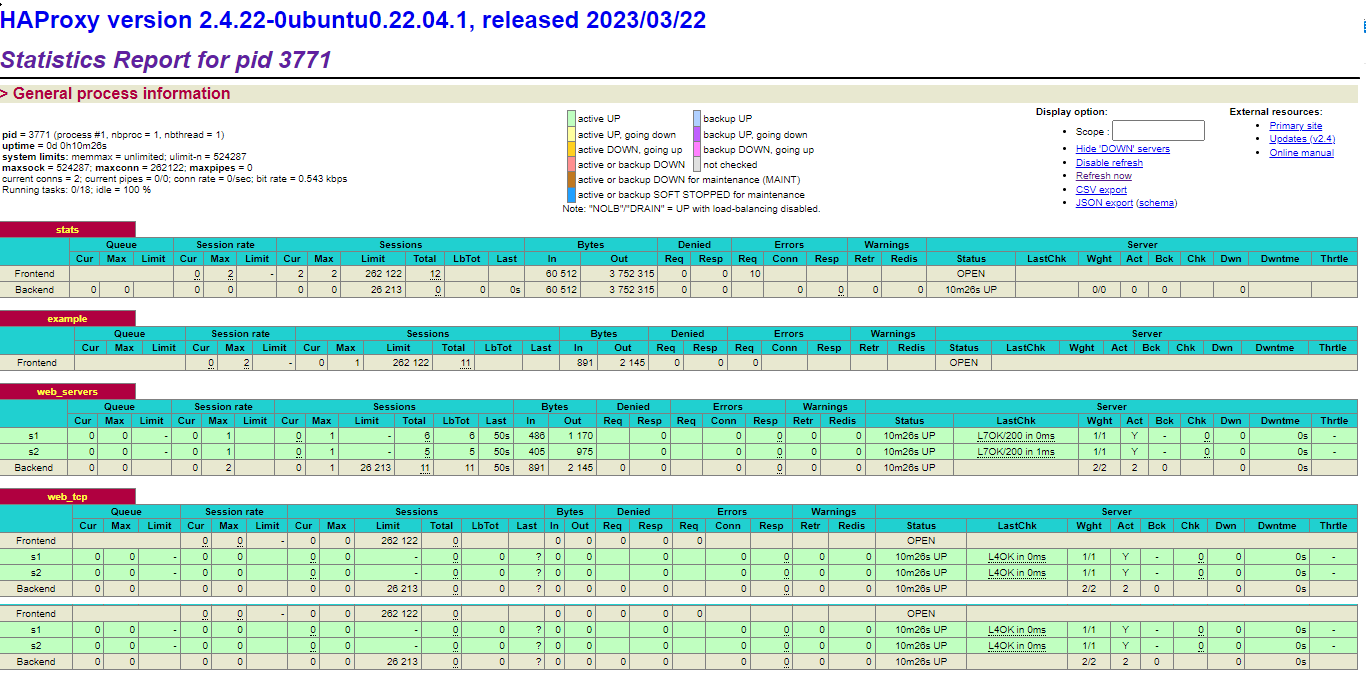 HAProxy version 2.4.22-0ubuntu0.22.04.1, released 2023/03/22
Statistics Report for pid 3771
> General process information
pid = 3771 (process #1, nbproc = 1, nbthread = 1)
uptime = 0d 0h10m26s
system limits: memmax = unlimited; ulimit-n = 524287
maxsock = 524287; maxconn = 262122; maxpipes = 0
current conns = 2; current pipes = 0/0; conn rate = 0/sec; bit rate = 0.543 kbps
Running tasks: 0/18; idle = 100 %
active UP backup UP
active UP, going down backup UP, going down
active DOWN, going up backup DOWN, going up
active or backup DOWN not checked
active or backup DOWN for maintenance (MAINT)
active or backup SOFT STOPPED for maintenance
Note: "NOLB"/"DRAIN" = UP with load-balancing disabled.
Display option:
• Scope :
• Hide 'DOWN' servers
• Disable refresh
• Refresh now
• CSV export
• JSON export (schema)
External resources:
• Primary site
• Updates (v2.4)
• Online manual
stats
Queue Session rate Sessions Bytes Denied Errors Warnings Server
Cur Max Limit Cur Max Limit Cur Max Limit Total LbTot Last In Out Req Resp Req Conn Resp Retr Redis Status LastChk Wght Act Bck Chk Dwn Dwntme Thrtle
Frontend 0 2 - 2 2 262 122 12 60 512 3 752 315 0 0 10 OPEN
Backend 0 0 0 0 0 0 26 213 0 0 0s 60 512 3 752 315 0 0 0 0 0 0 10m26s UP 0/0 0 0 0
example
Queue Session rate Sessions Bytes Denied Errors Warnings Server
Cur Max Limit Cur Max Limit Cur Max Limit Total LbTot Last In Out Req Resp Req Conn Resp Retr Redis Status LastChk Wght Act Bck Chk Dwn Dwntme Thrtle
Frontend 0 2 - 0 1 262 122 11 891 2 145 0 0 0 OPEN
web_servers
Queue Session rate Sessions Bytes Denied Errors Warnings Server
Cur Max Limit Cur Max Limit Cur Max Limit Total LbTot Last In Out Req Resp Req Conn Resp Retr Redis Status LastChk Wght Act Bck Chk Dwn Dwntme Thrtle
s1 0 0 - 0 1 0 1 - 6 6 50s 486 1 170 0 0 0 0 0 10m26s UP L7OK/200 in 0ms 1/1 Y - 0 0 0s -
s2 0 0 - 0 1 0 1 - 5 5 50s 405 975 0 0 0 0 0 10m26s UP L7OK/200 in 1ms 1/1 Y - 0 0 0s -
Backend 0 0 0 2 0 1 26 213 11 11 50s 891 2 145 0 0 0 0 0 0 10m26s UP 2/2 2 0 0 0s
web_tcp
Queue Session rate Sessions Bytes Denied Errors Warnings Server
Cur Max Limit Cur Max Limit Cur Max Limit Total LbTot Last In Out Req Resp Req Conn Resp Retr Redis Status LastChk Wght Act Bck Chk Dwn Dwntme Thrtle
Frontend 0 0 - 0 0 262 122 0 0 0 0 0 0 OPEN
s1 0 0 - 0 0 0 0 - 0 0 ? 0 0 0 0 0 0 0 10m26s UP L4OK in 0ms 1/1 Y - 0 0 0s -
s2 0 0 - 0 0 0 0 - 0 0 ? 0 0 0 0 0 0 0 10m26s UP L4OK in 0ms 1/1 Y - 0 0 0s -
Backend 0 0 0 0 0 0 26 213 0 0 ? 0 0 0 0 0 0 0 0 10m26s UP 2/2 2 0 0 0s
Frontend 0 0 - 0 0 262 122 0 0 0 0 0 0 OPEN
s1 0 0 - 0 0 0 0 - 0 0 ? 0 0 0 0 0 0 0 10m26s UP L4OK in 0ms 1/1 Y - 0 0 0s -
s2 0 0 - 0 0 0 0 - 0 0 ? 0 0 0 0 0 0 0 10m26s UP L4OK in 0ms 1/1 Y - 0 0 0s -
Backend 0 0 0 0 0 0 26 213 0 0 ? 0 0 0 0 0 0 0 0 10m26s UP 2/2 2 0 0 0s